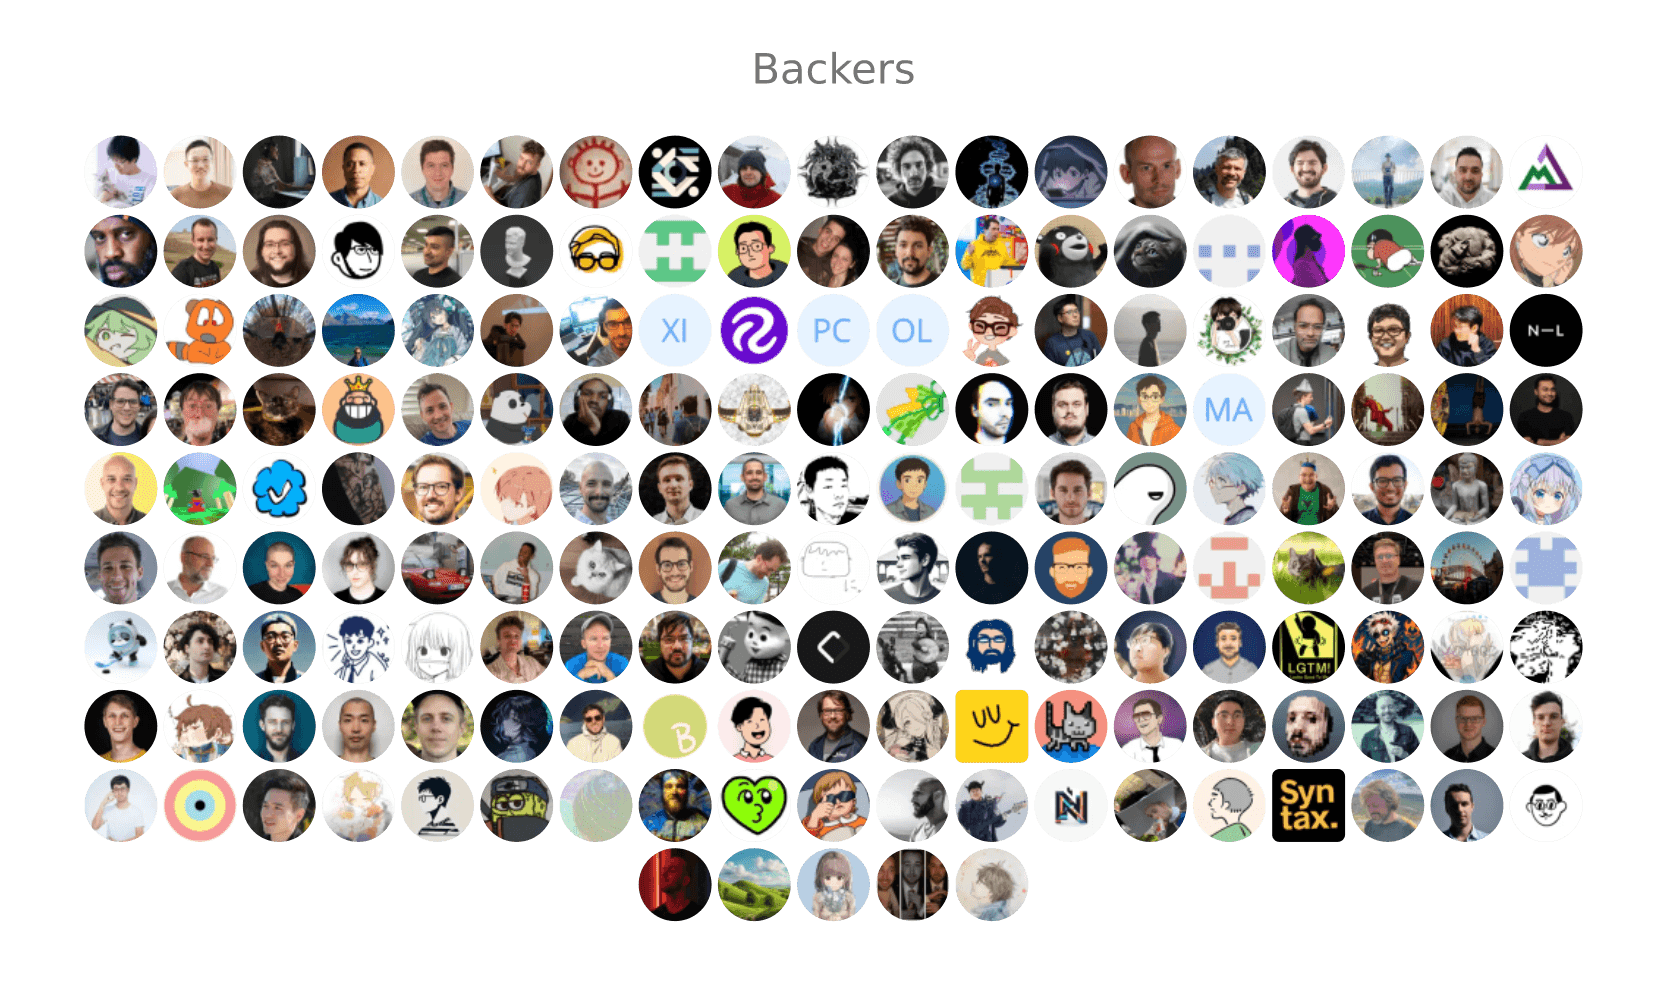 Backers
XI
PC
OL
N—L
MA
LGTM!
B
N
Syn
tax.